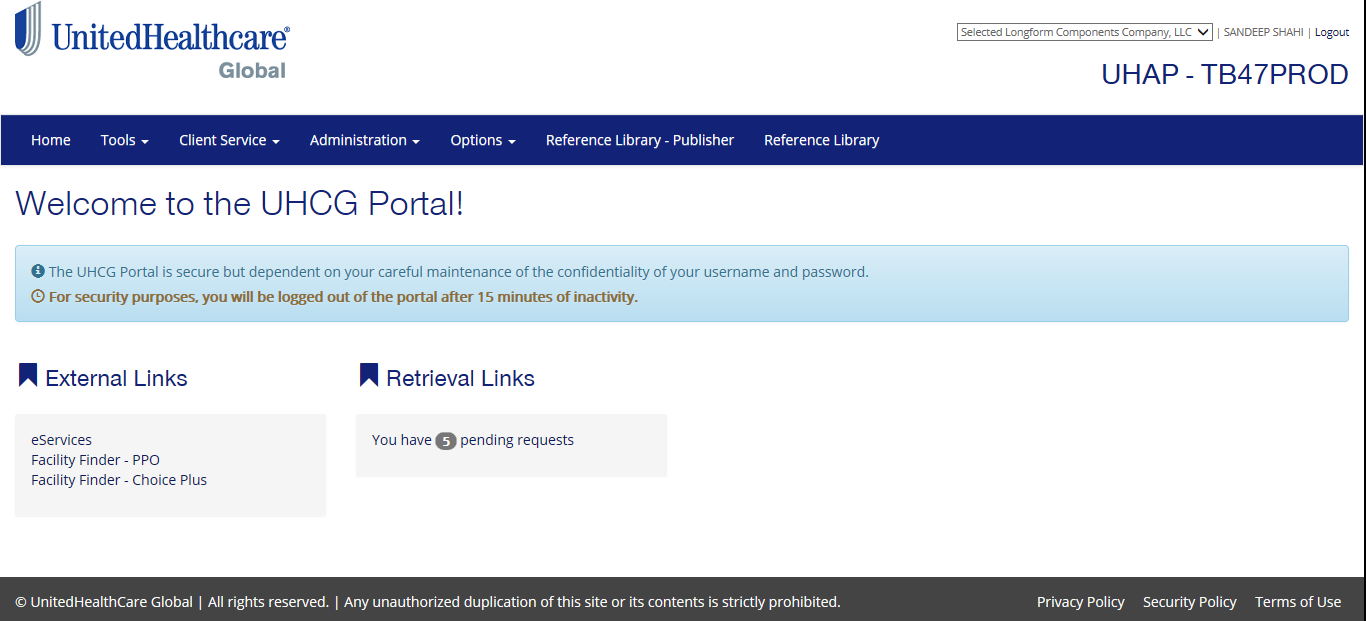 UnitedHealthcare®
Global
Selected Longform Components Company, LLC | SANDEEP SHAHI | Logout
UHAP - TB47PROD
Home Tools Client Service Administration Options Reference Library - Publisher Reference Library
Welcome to the UHCG Portal!
The UHCG Portal is secure but dependent on your careful maintenance of the confidentiality of your username and password.
For security purposes, you will be logged out of the portal after 15 minutes of inactivity.
External Links
eServices
Facility Finder - PPO
Facility Finder - Choice Plus
Retrieval Links
You have 5 pending requests
© UnitedHealthCare Global | All rights reserved. | Any unauthorized duplication of this site or its contents is strictly prohibited. Privacy Policy Security Policy Terms of Use